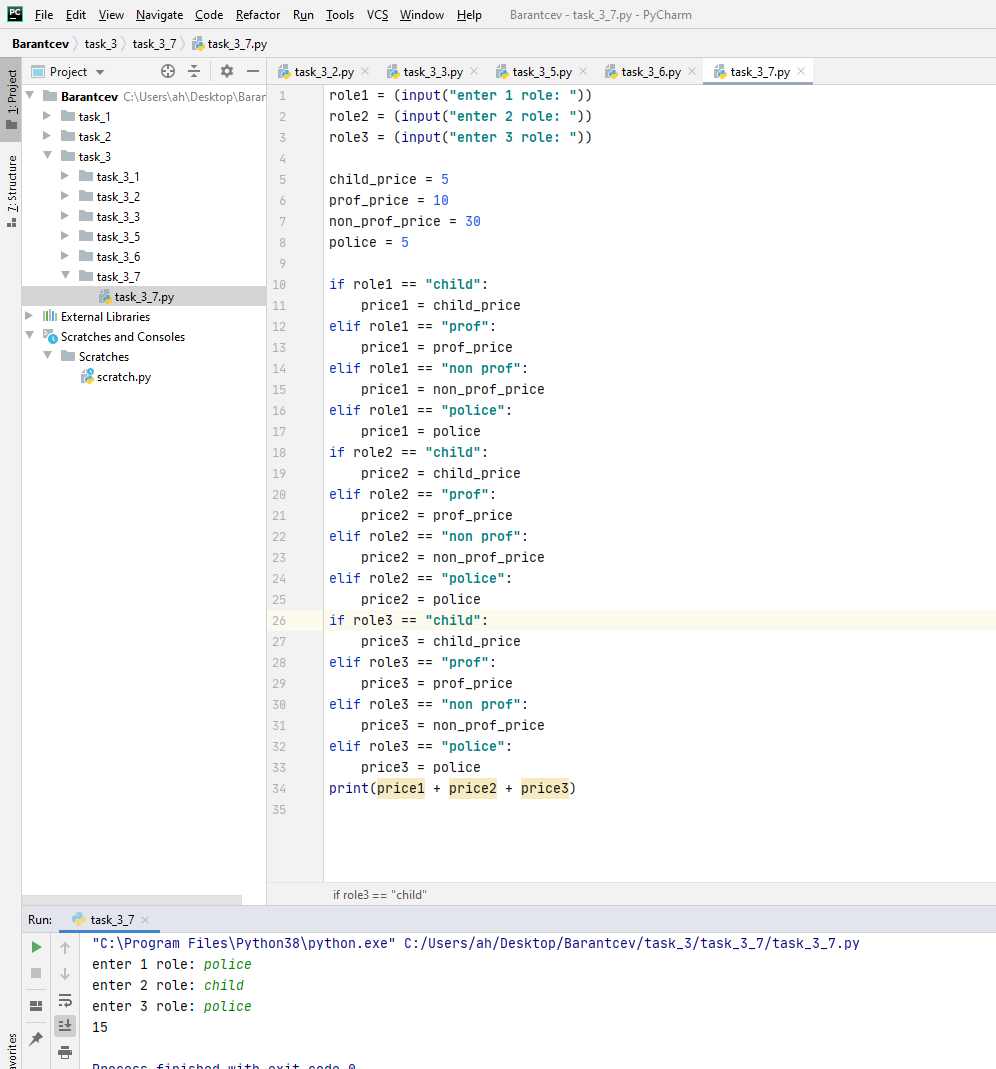 PC File Edit View Navigate Code Refactor Run Tools VCS Window Help Barantcev - task_3_7.py - PyCharm
Barantcev task_3 task_3_7 task_3_7.py
1: Project
7: Structure
Project
Barantcev C:\Users\ah\Desktop\Baran
task_1
task_2
task_3
task_3_1
task_3_2
task_3_3
task_3_5
task_3_6
task_3_7
task_3_7.py
External Libraries
Scratches and Consoles
Scratches
scratch.py
task_3_2.py task_3_3.py task_3_5.py task_3_6.py task_3_7.py
1 role1 = (input("enter 1 role: "))
2 role2 = (input("enter 2 role: "))
3 role3 = (input("enter 3 role: "))
4
5 child_price = 5
6 prof_price = 10
7 non_prof_price = 30
8 police = 5
9
10 if role1 == "child":
11     price1 = child_price
12 elif role1 == "prof":
13     price1 = prof_price
14 elif role1 == "non prof":
15     price1 = non_prof_price
16 elif role1 == "police":
17     price1 = police
18 if role2 == "child":
19     price2 = child_price
20 elif role2 == "prof":
21     price2 = prof_price
22 elif role2 == "non prof":
23     price2 = non_prof_price
24 elif role2 == "police":
25     price2 = police
26 if role3 == "child":
27     price3 = child_price
28 elif role3 == "prof":
29     price3 = prof_price
30 elif role3 == "non prof":
31     price3 = non_prof_price
32 elif role3 == "police":
33     price3 = police
34 print(price1 + price2 + price3)
35
if role3 == "child"
Run: task_3_7
"C:\Program Files\Python38\python.exe" C:/Users/ah/Desktop/Barantcev/task_3/task_3_7/task_3_7.py
enter 1 role: police
enter 2 role: child
enter 3 role: police
15
Process finished with exit code 0
avorites